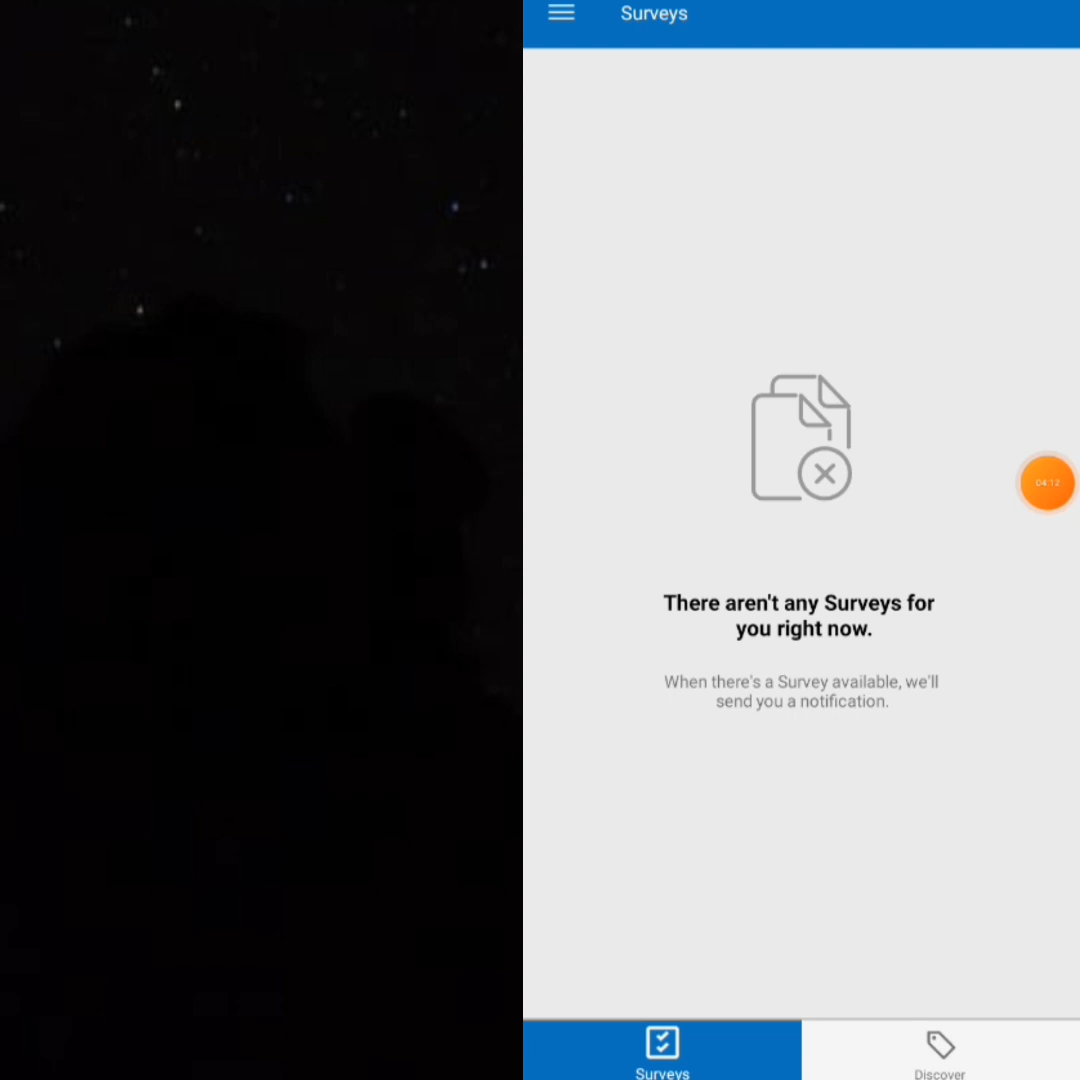 Surveys
04:12
There aren't any Surveys for
you right now.
When there's a Survey available, we'll
send you a notification.
Surveys
Discover